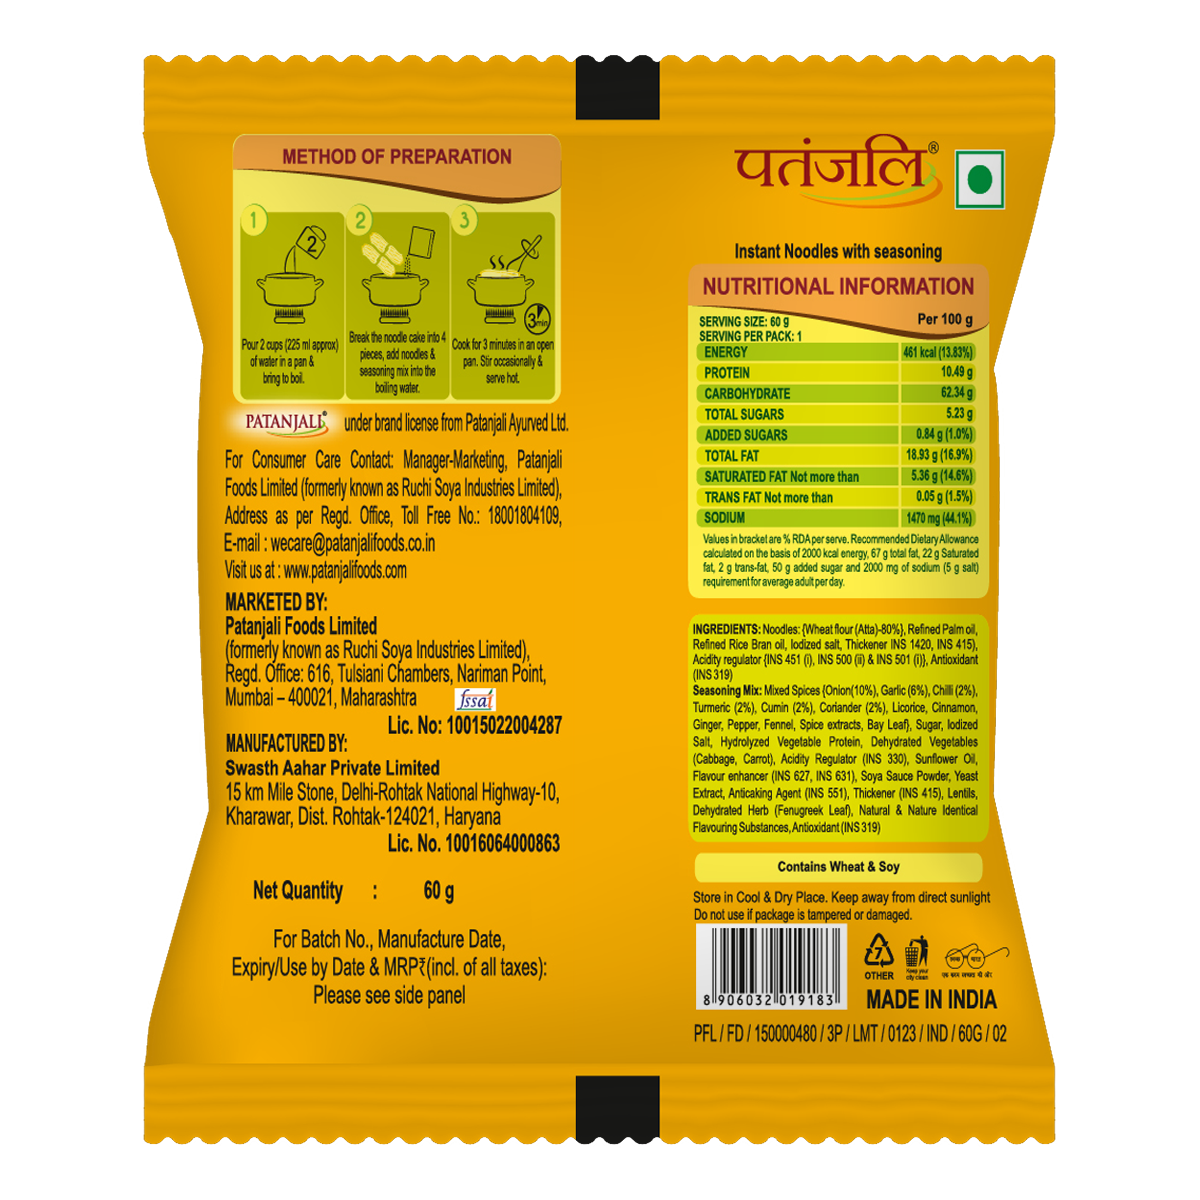 METHOD OF PREPARATION
1
2
Pour 2 cups (225 ml approx)
of water in a pan &
bring to boil.
2
Break the noodle cake into 4
pieces, add noodles &
seasoning mix into the
boiling water.
3
3 min
Cook for 3 minutes in an open
pan. Stir occasionally &
serve hot.
PATANJALI® under brand license from Patanjali Ayurved Ltd.
For Consumer Care Contact: Manager-Marketing, Patanjali
Foods Limited (formerly known as Ruchi Soya Industries Limited),
Address as per Regd. Office, Toll Free No.: 18001804109,
E-mail : wecare@patanjalifoods.co.in
Visit us at : www.patanjalifoods.com
MARKETED BY:
Patanjali Foods Limited
(formerly known as Ruchi Soya Industries Limited),
Regd. Office: 616, Tulsiani Chambers, Nariman Point,
Mumbai – 400021, Maharashtra
fssai
Lic. No: 10015022004287
MANUFACTURED BY:
Swasth Aahar Private Limited
15 km Mile Stone, Delhi-Rohtak National Highway-10,
Kharawar, Dist. Rohtak-124021, Haryana
Lic. No. 10016064000863
Net Quantity : 60 g
For Batch No., Manufacture Date,
Expiry/Use by Date & MRP₹(incl. of all taxes):
Please see side panel
पतंजलि®
Instant Noodles with seasoning
NUTRITIONAL INFORMATION
Per 100 g
SERVING SIZE: 60 g
SERVING PER PACK: 1
ENERGY 461 kcal (13.83%)
PROTEIN 10.49 g
CARBOHYDRATE 62.34 g
TOTAL SUGARS 5.23 g
ADDED SUGARS 0.84 g (1.0%)
TOTAL FAT 18.93 g (16.9%)
SATURATED FAT Not more than 5.36 g (14.6%)
TRANS FAT Not more than 0.05 g (1.5%)
SODIUM 1470 mg (44.1%)
Values in bracket are % RDA per serve. Recommended Dietary Allowance
calculated on the basis of 2000 kcal energy, 67 g total fat, 22 g Saturated
fat, 2 g trans-fat, 50 g added sugar and 2000 mg of sodium (5 g salt)
requirement for average adult per day.
INGREDIENTS: Noodles: {Wheat flour (Atta)-80%}, Refined Palm oil,
Refined Rice Bran oil, Iodized salt, Thickener INS 1420, INS 415),
Acidity regulator {INS 451 (i), INS 500 (ii) & INS 501 (i)}, Antioxidant
(INS 319)
Seasoning Mix: Mixed Spices {Onion(10%), Garlic (6%), Chilli (2%),
Turmeric (2%), Cumin (2%), Coriander (2%), Licorice, Cinnamon,
Ginger, Pepper, Fennel, Spice extracts, Bay Leaf}, Sugar, Iodized
Salt, Hydrolyzed Vegetable Protein, Dehydrated Vegetables
(Cabbage, Carrot), Acidity Regulator (INS 330), Sunflower Oil,
Flavour enhancer (INS 627, INS 631), Soya Sauce Powder, Yeast
Extract, Anticaking Agent (INS 551), Thickener (INS 415), Lentils,
Dehydrated Herb (Fenugreek Leaf), Natural & Nature Identical
Flavouring Substances, Antioxidant (INS 319)
Contains Wheat & Soy
Store in Cool & Dry Place. Keep away from direct sunlight
Do not use if package is tampered or damaged.
8 906032 019183
7
OTHER
Keep your
city clean
एक कदम स्वच्छता की ओर
MADE IN INDIA
PFL / FD / 150000480 / 3P / LMT / 0123 / IND / 60G / 02